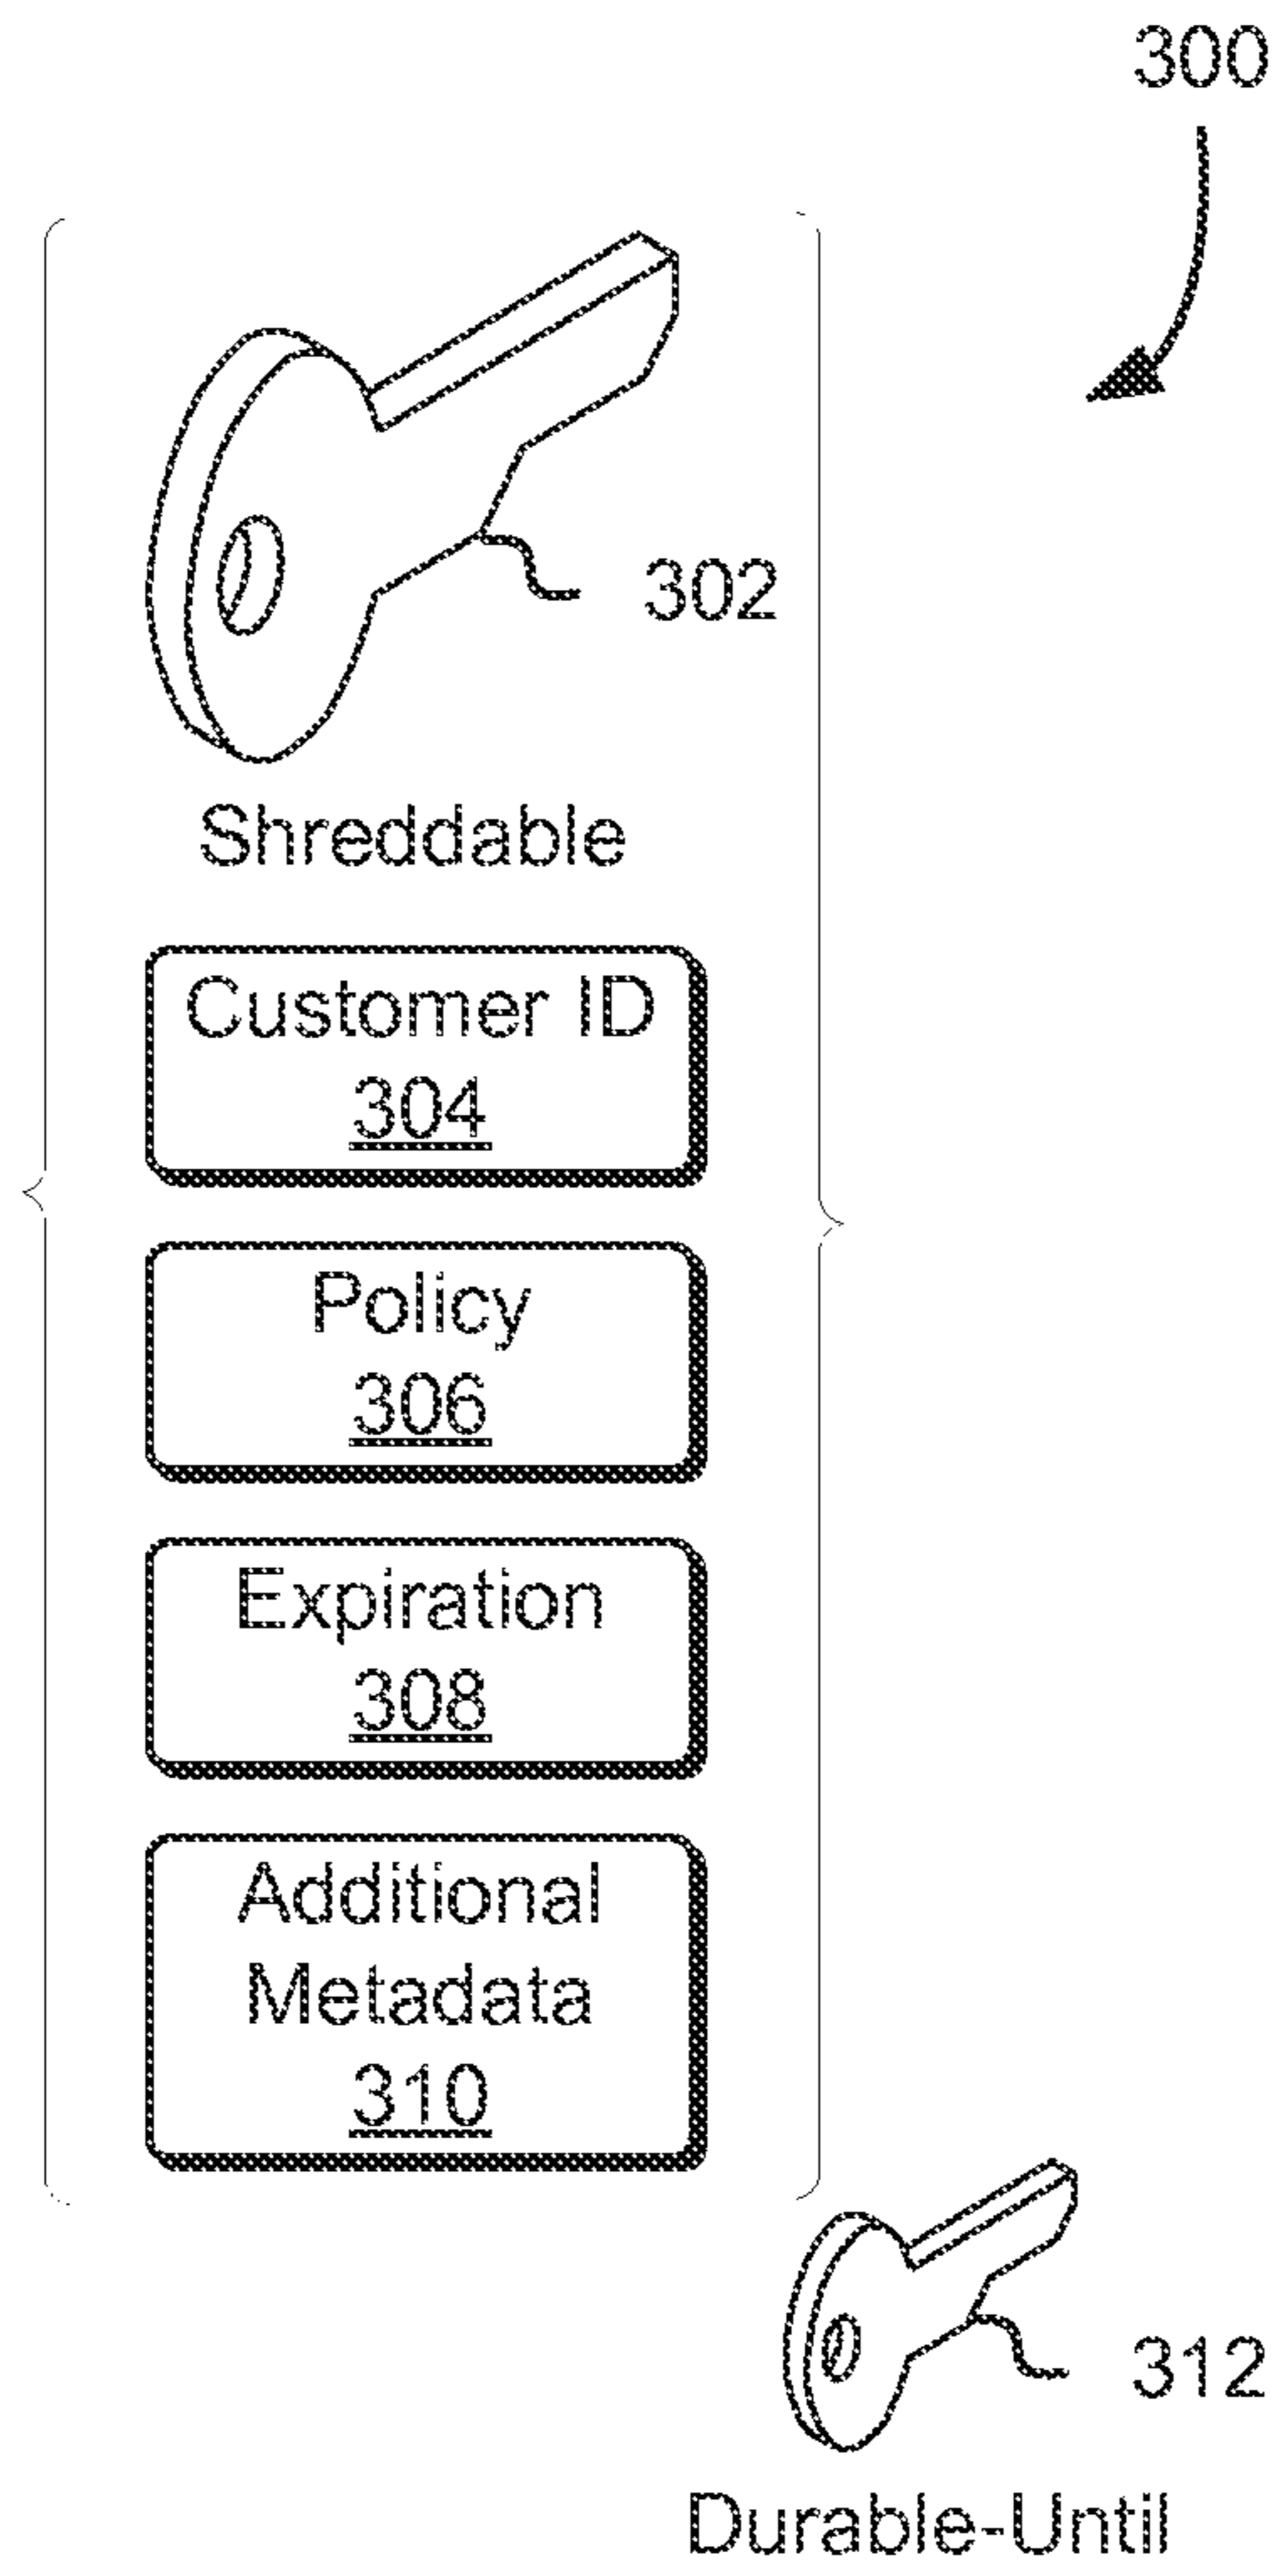 300
302
Shreddable
Customer ID
304
Policy
306
Expiration
308
Additional
Metadata
310
312
Durable-Until